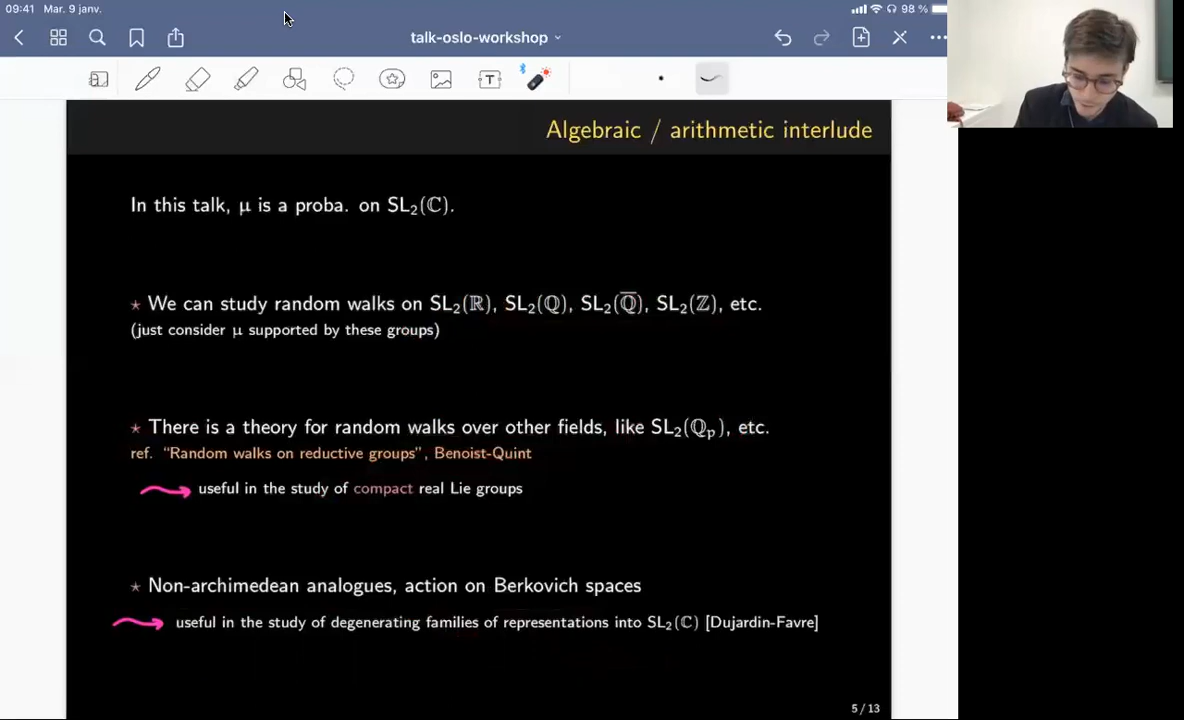 09:41 Mar. 9 janv.
98 %
talk-oslo-workshop
T
Algebraic / arithmetic interlude
In this talk, μ is a proba. on SL₂(ℂ).
⋆ We can study random walks on SL₂(ℝ), SL₂(ℚ), SL₂(ℚ̅), SL₂(ℤ), etc.
(just consider μ supported by these groups)
⋆ There is a theory for random walks over other fields, like SL₂(ℚₚ), etc.
ref. “Random walks on reductive groups”, Benoist-Quint
useful in the study of compact real Lie groups
⋆ Non-archimedean analogues, action on Berkovich spaces
useful in the study of degenerating families of representations into SL₂(ℂ) [Dujardin-Favre]
5 / 13